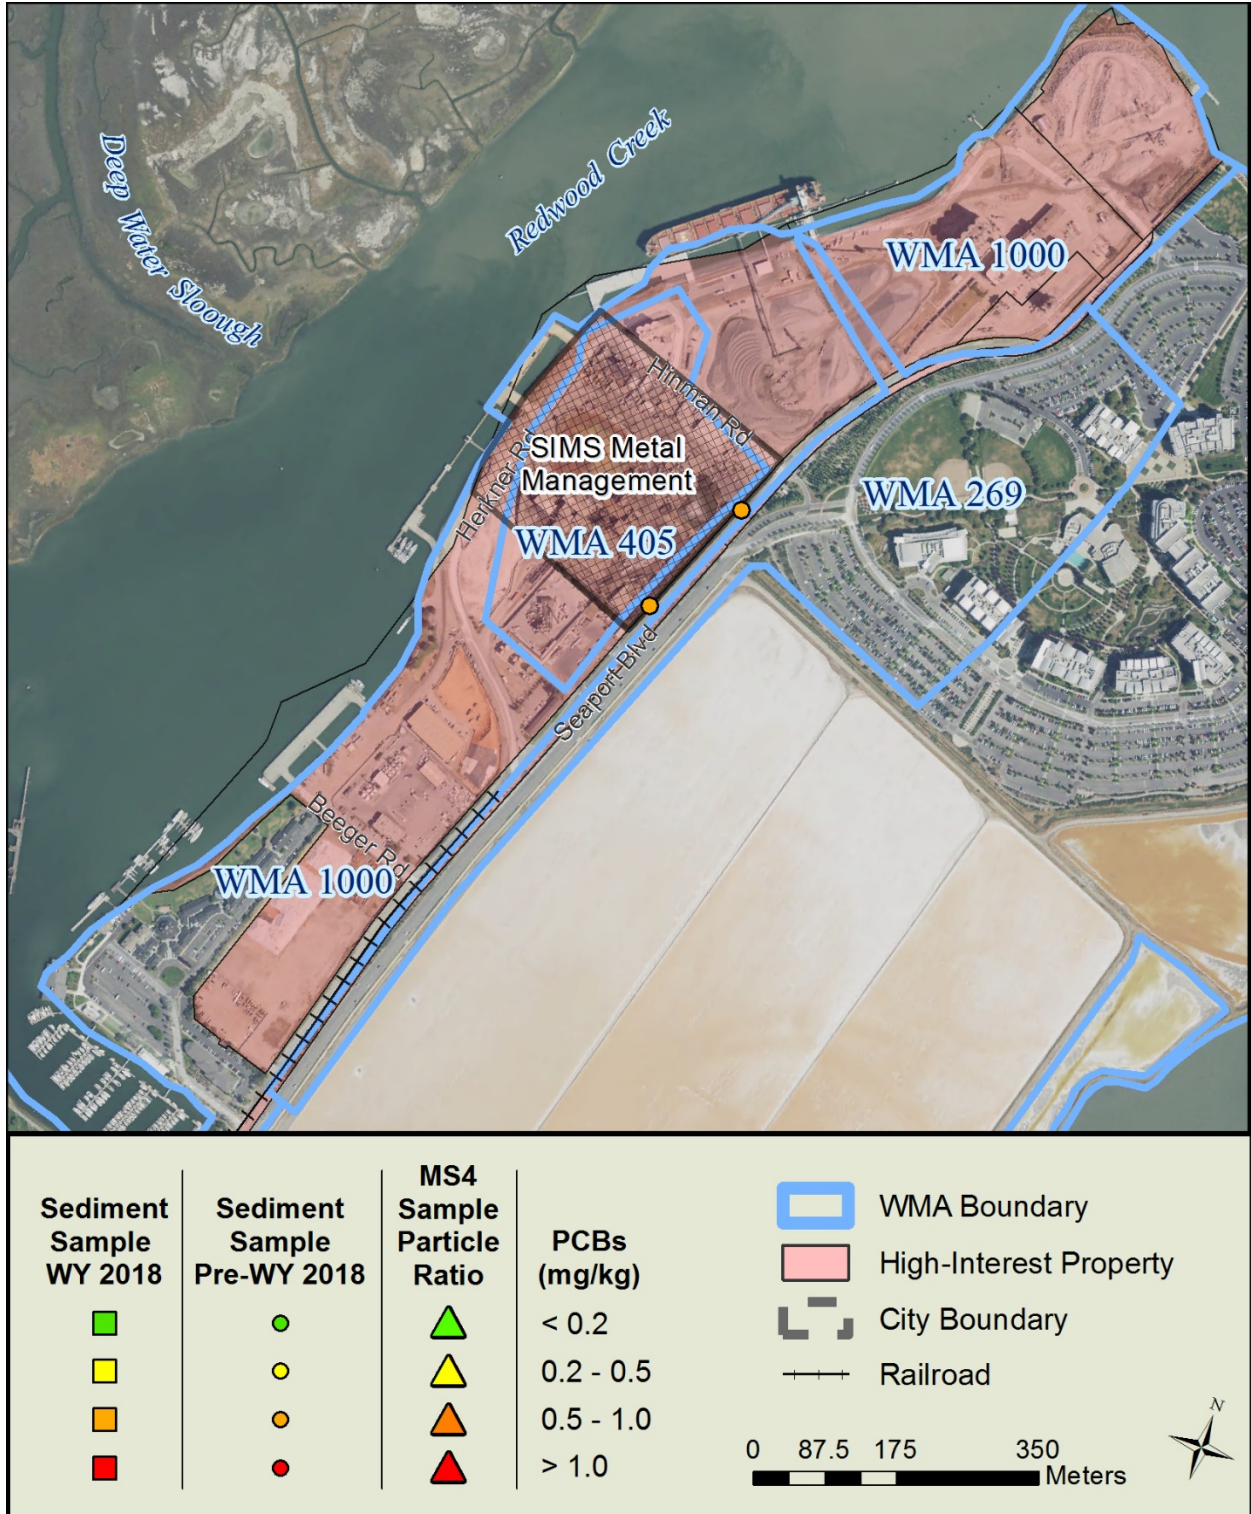 Deep Water Sloough
Redwood Creek
WMA 1000
Hinman Rd
Herkner Rd
SIMS Metal
Management
WMA 269
WMA 405
Seaport Blvd
Beeger Rd
WMA 1000
Sediment
Sample
WY 2018
Sediment
Sample
Pre-WY 2018
MS4
Sample
Particle
Ratio
PCBs
(mg/kg)
< 0.2
0.2 - 0.5
0.5 - 1.0
> 1.0
WMA Boundary
High-Interest Property
City Boundary
Railroad
N
0 87.5 175 350
Meters